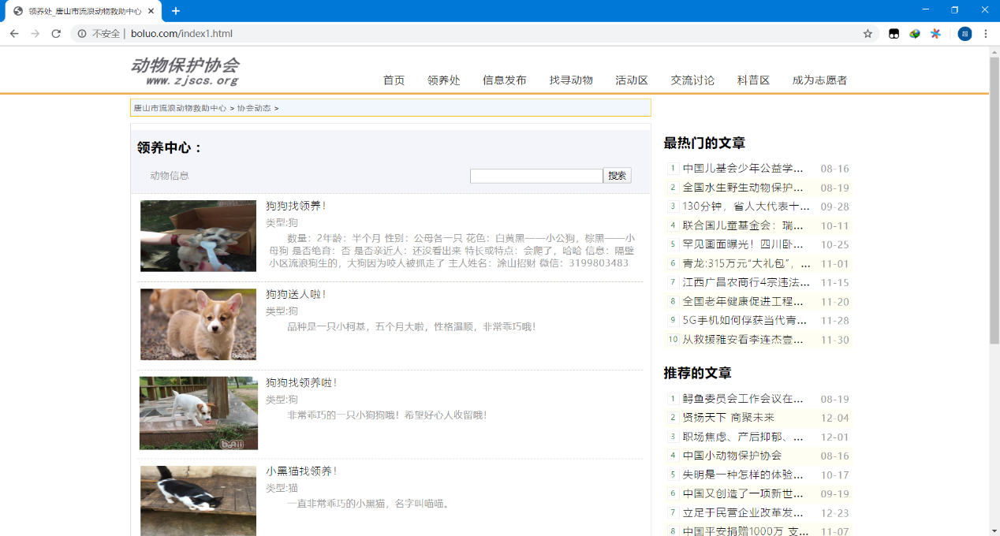 领养处_唐山市流浪动物救助中心
不安全 | boluo.com/index1.html
超
动物保护协会
www.zjscs.org
首页 领养处 信息发布 找寻动物 活动区 交流讨论 科普区 成为志愿者
唐山市流浪动物救助中心 > 协会动态 >
领养中心：
动物信息
搜索
狗狗找领养！
类型:狗
数量：2年龄：半个月 性别：公母各一只 花色：白黄黑——小公狗，棕黑——小
母狗 是否绝育：否 是否亲近人：还没看出来 特长或特点：会爬了，哈哈 信息：隔壁
小区流浪狗生的，大狗因为咬人被抓走了 主人姓名：涂山招财 微信：3199803483
狗狗送人啦！
类型:狗
品种是一只小柯基，五个月大啦，性格温顺，非常乖巧哦！
狗狗找领养啦！
类型:狗
非常乖巧的一只小狗狗哦！希望好心人收留哦！
小黑猫找领养！
类型:猫
一直非常乖巧的小黑猫，名字叫喵喵。
最热门的文章
1 中国儿基会少年公益学... 08-16
2 全国水生野生动物保护... 08-19
3 130分钟，省人大代表十... 09-28
4 联合国儿童基金会：瑞... 10-11
5 罕见画面曝光！四川卧... 10-25
6 青龙:315万元“大礼包”，... 11-01
7 江西广昌农商行4宗违法... 11-15
8 全国老年健康促进工程... 11-20
9 5G手机如何俘获当代青... 11-28
10 从救援雅安看李连杰壹... 11-30
推荐的文章
1 鲟鱼委员会工作会议在... 08-19
2 贤扬天下 商聚未来 12-04
3 职场焦虑、产后抑郁、... 12-01
4 中国小动物保护协会 08-16
5 失明是一种怎样的体验... 10-17
6 中国又创造了一项新世... 09-19
7 立足于民营企业改革发... 12-23
8 中国平安捐赠1000万 支... 11-07